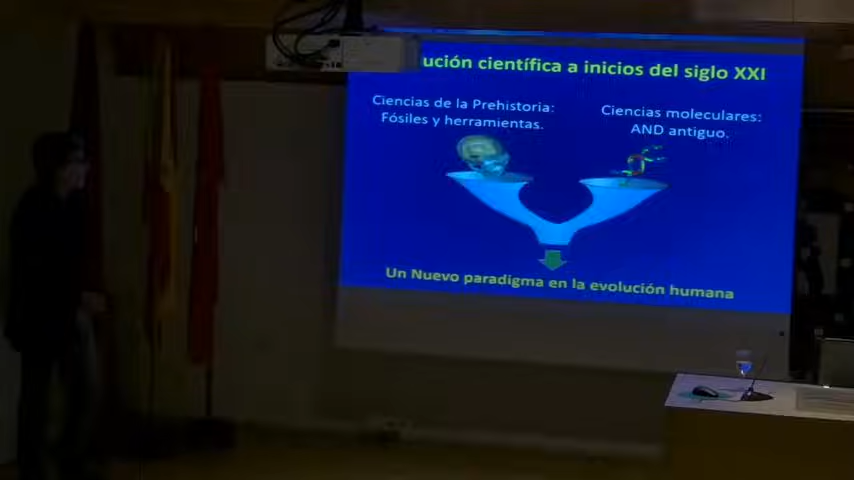 ución científica a inicios del siglo XXI
Ciencias de la Prehistoria:
Fósiles y herramientas.
Ciencias moleculares:
AND antiguo.
Un Nuevo paradigma en la evolución humana